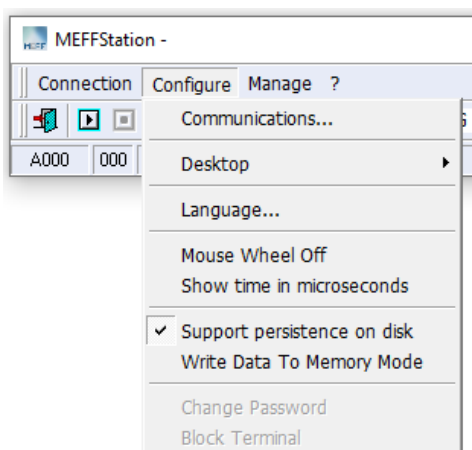 MEFF MEFFStation -
Connection Configure Manage ?
Communications...
A000 000
Desktop
Language...
Mouse Wheel Off
Show time in microseconds
Support persistence on disk
Write Data To Memory Mode
Change Password
Block Terminal